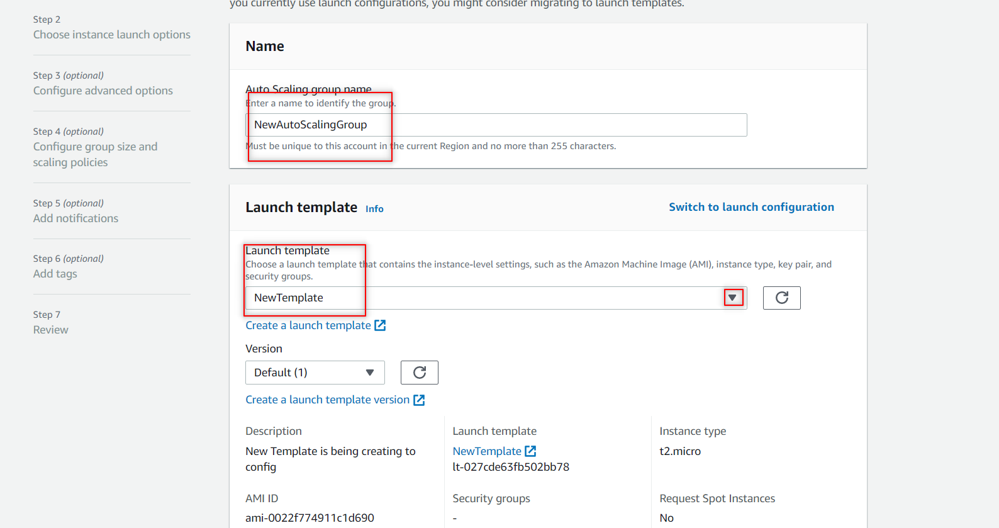 you currently use launch configurations, you might consider migrating to launch templates.
Step 2
Choose instance launch options
Step 3 (optional)
Configure advanced options
Step 4 (optional)
Configure group size and
scaling policies
Step 5 (optional)
Add notifications
Step 6 (optional)
Add tags
Step 7
Review
Name
Auto Scaling group name
Enter a name to identify the group.
NewAutoScalingGroup
Must be unique to this account in the current Region and no more than 255 characters.
Launch template Info
Switch to launch configuration
Launch template
Choose a launch template that contains the instance-level settings, such as the Amazon Machine Image (AMI), instance type, key pair, and
security groups.
NewTemplate
Create a launch template
Version
Default (1)
Create a launch template version
Description
New Template is being creating to
config
Launch template
NewTemplate
lt-027cde63fb502bb78
Instance type
t2.micro
AMI ID
ami-0022f774911c1d690
Security groups
-
Request Spot Instances
No